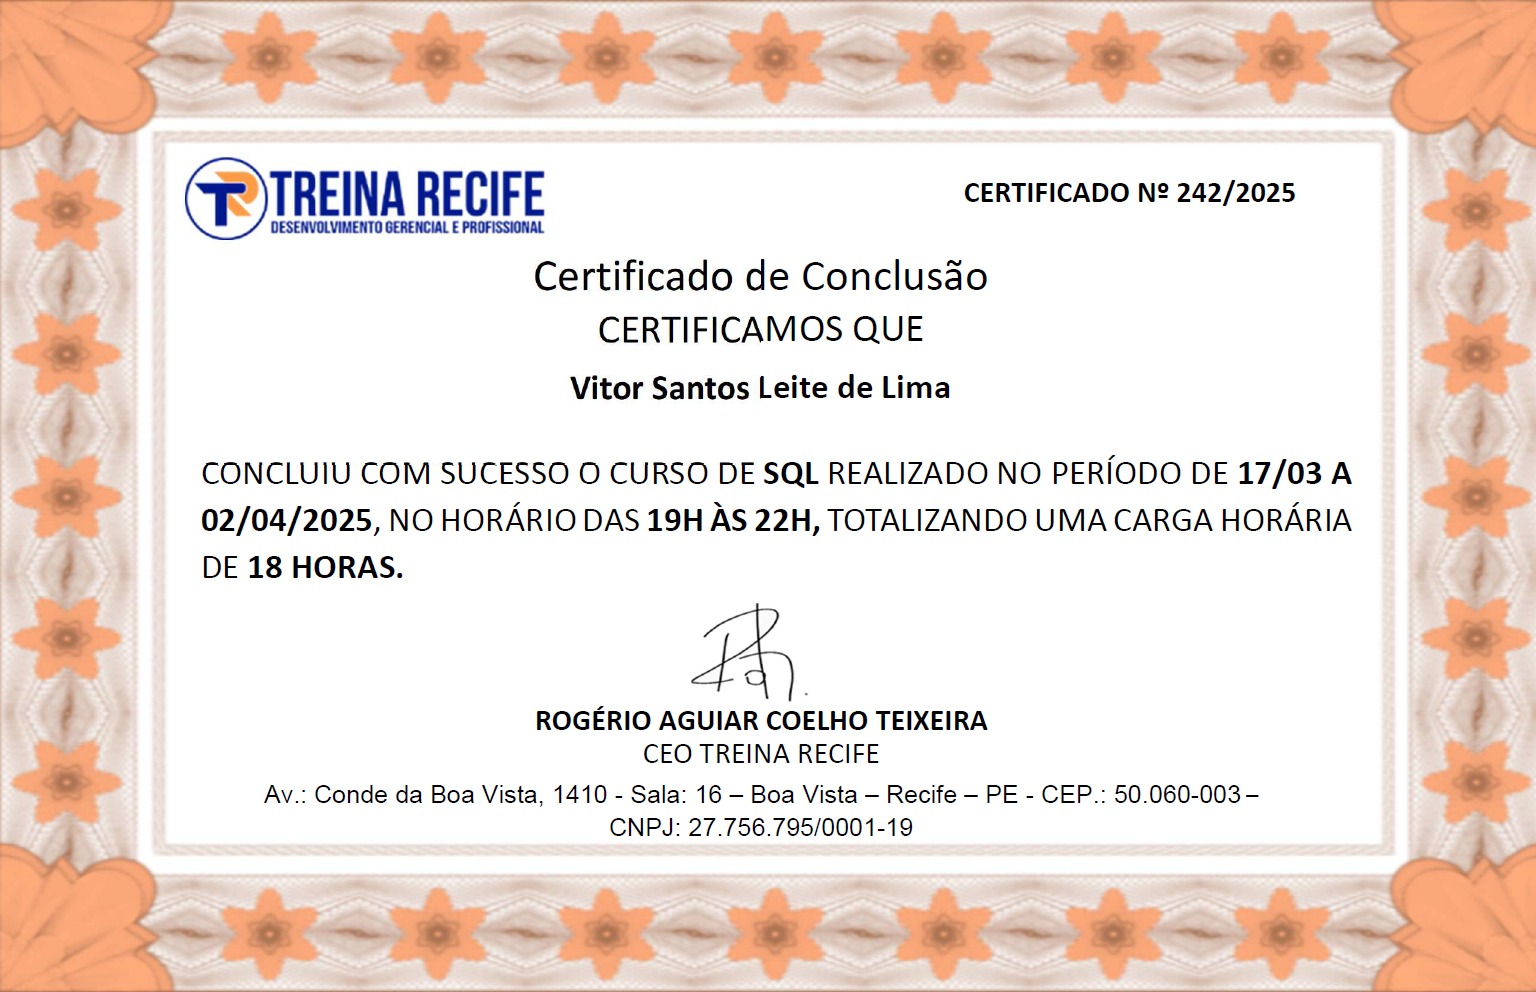 TREINA RECIFE
DESENVOLVIMENTO GERENCIAL E PROFISSIONAL
CERTIFICADO Nº 242/2025
Certificado de Conclusão
CERTIFICAMOS QUE
Vitor Santos Leite de Lima
CONCLUIU COM SUCESSO O CURSO DE SQL REALIZADO NO PERÍODO DE 17/03 A
02/04/2025, NO HORÁRIO DAS 19H ÀS 22H, TOTALIZANDO UMA CARGA HORÁRIA
DE 18 HORAS.
ROGÉRIO AGUIAR COELHO TEIXEIRA
CEO TREINA RECIFE
Av.: Conde da Boa Vista, 1410 - Sala: 16 – Boa Vista – Recife – PE - CEP.: 50.060-003 –
CNPJ: 27.756.795/0001-19